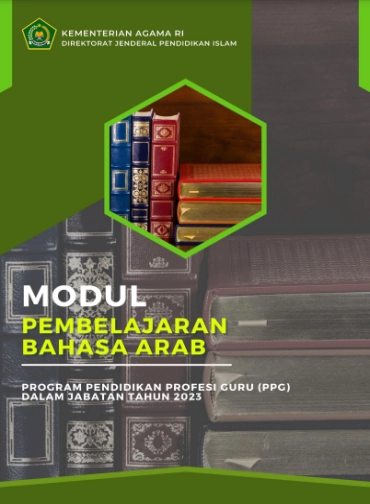 KEMENTERIAN AGAMA RI
DIREKTORAT JENDERAL PENDIDIKAN ISLAM
MODUL
PEMBELAJARAN
BAHASA ARAB
PROGRAM PENDIDIKAN PROFESI GURU (PPG)
DALAM JABATAN TAHUN 2023